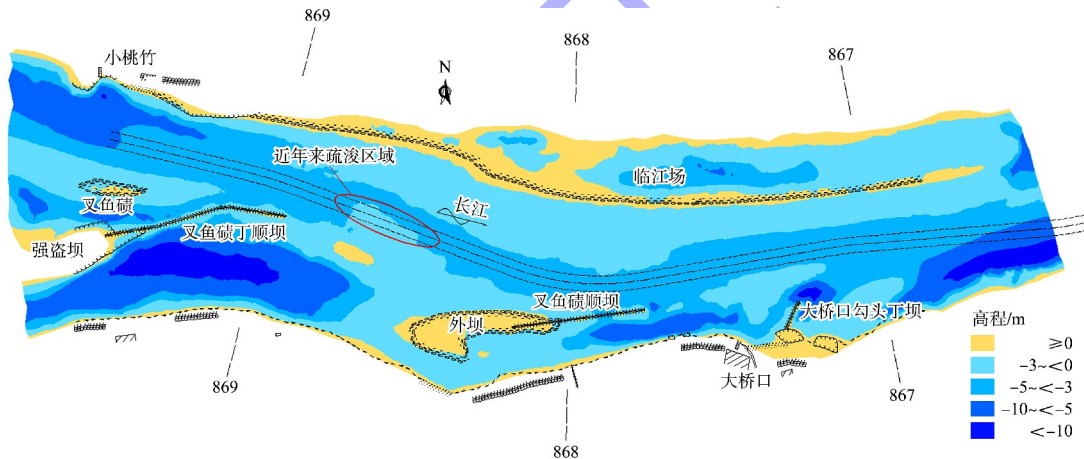 869
868
867
小桃竹
N
近年来疏浚区域
临江场
长江
叉鱼碛
叉鱼碛丁顺坝
强盗坝
叉鱼碛顺坝
大桥口勾头丁坝
外坝
高程/m
≥0
-3~<0
-5~<-3
-10~<-5
<-10
大桥口
869
868
867